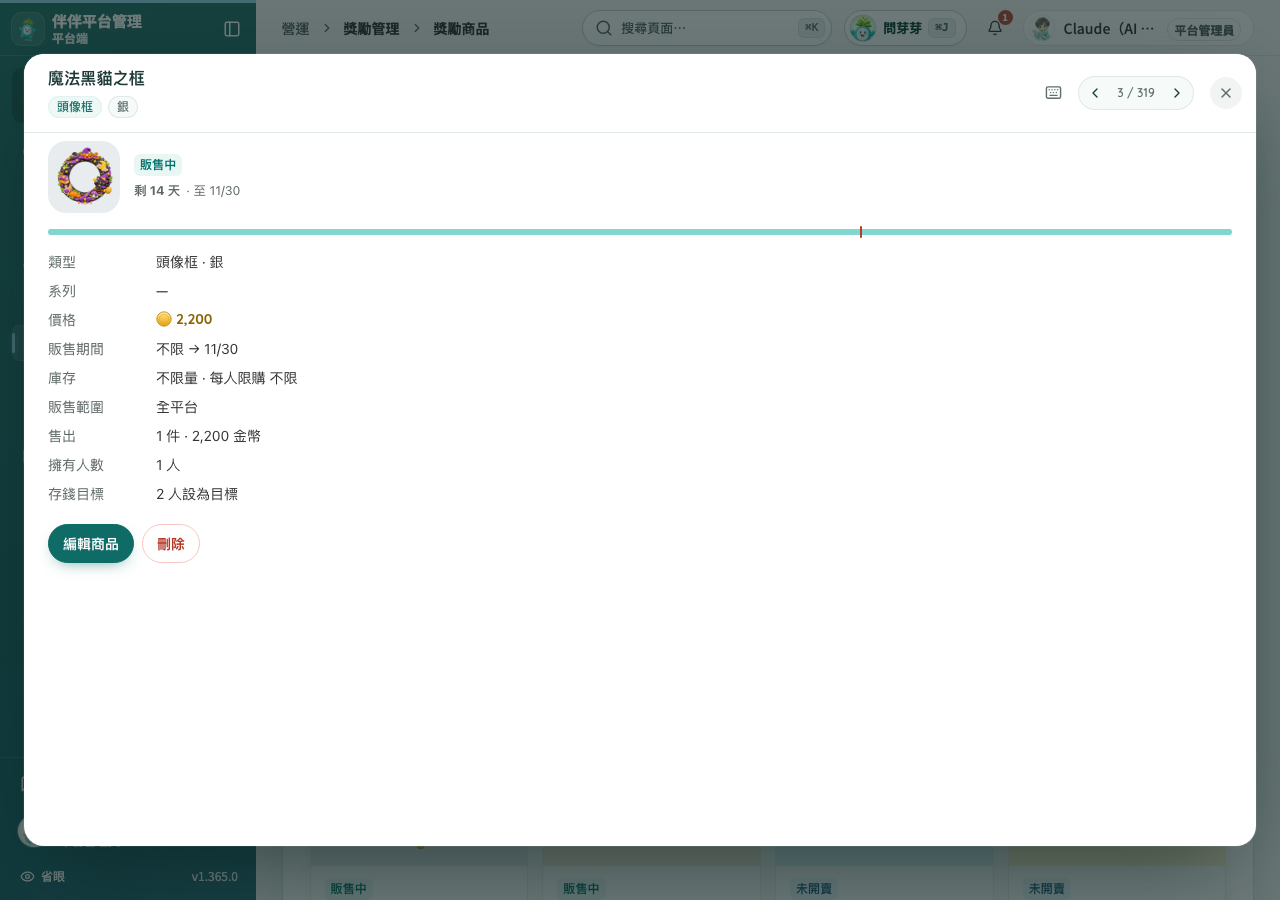 伴伴平台管理
平台端
營運 > 獎勵管理 > 獎勵商品
搜尋頁面… ⌘K
問芽芽 ⌘J
1
Claude（AI …
平台管理員
魔法黑貓之框
頭像框 銀
3 / 319
販售中
剩 14 天 · 至 11/30
類型 頭像框 · 銀
系列 —
價格 2,200
販售期間 不限 → 11/30
庫存 不限量 · 每人限購 不限
販售範圍 全平台
售出 1 件 · 2,200 金幣
擁有人數 1 人
存錢目標 2 人設為目標
編輯商品 刪除
省眼 v1.365.0
販售中 販售中 未開賣 未開賣